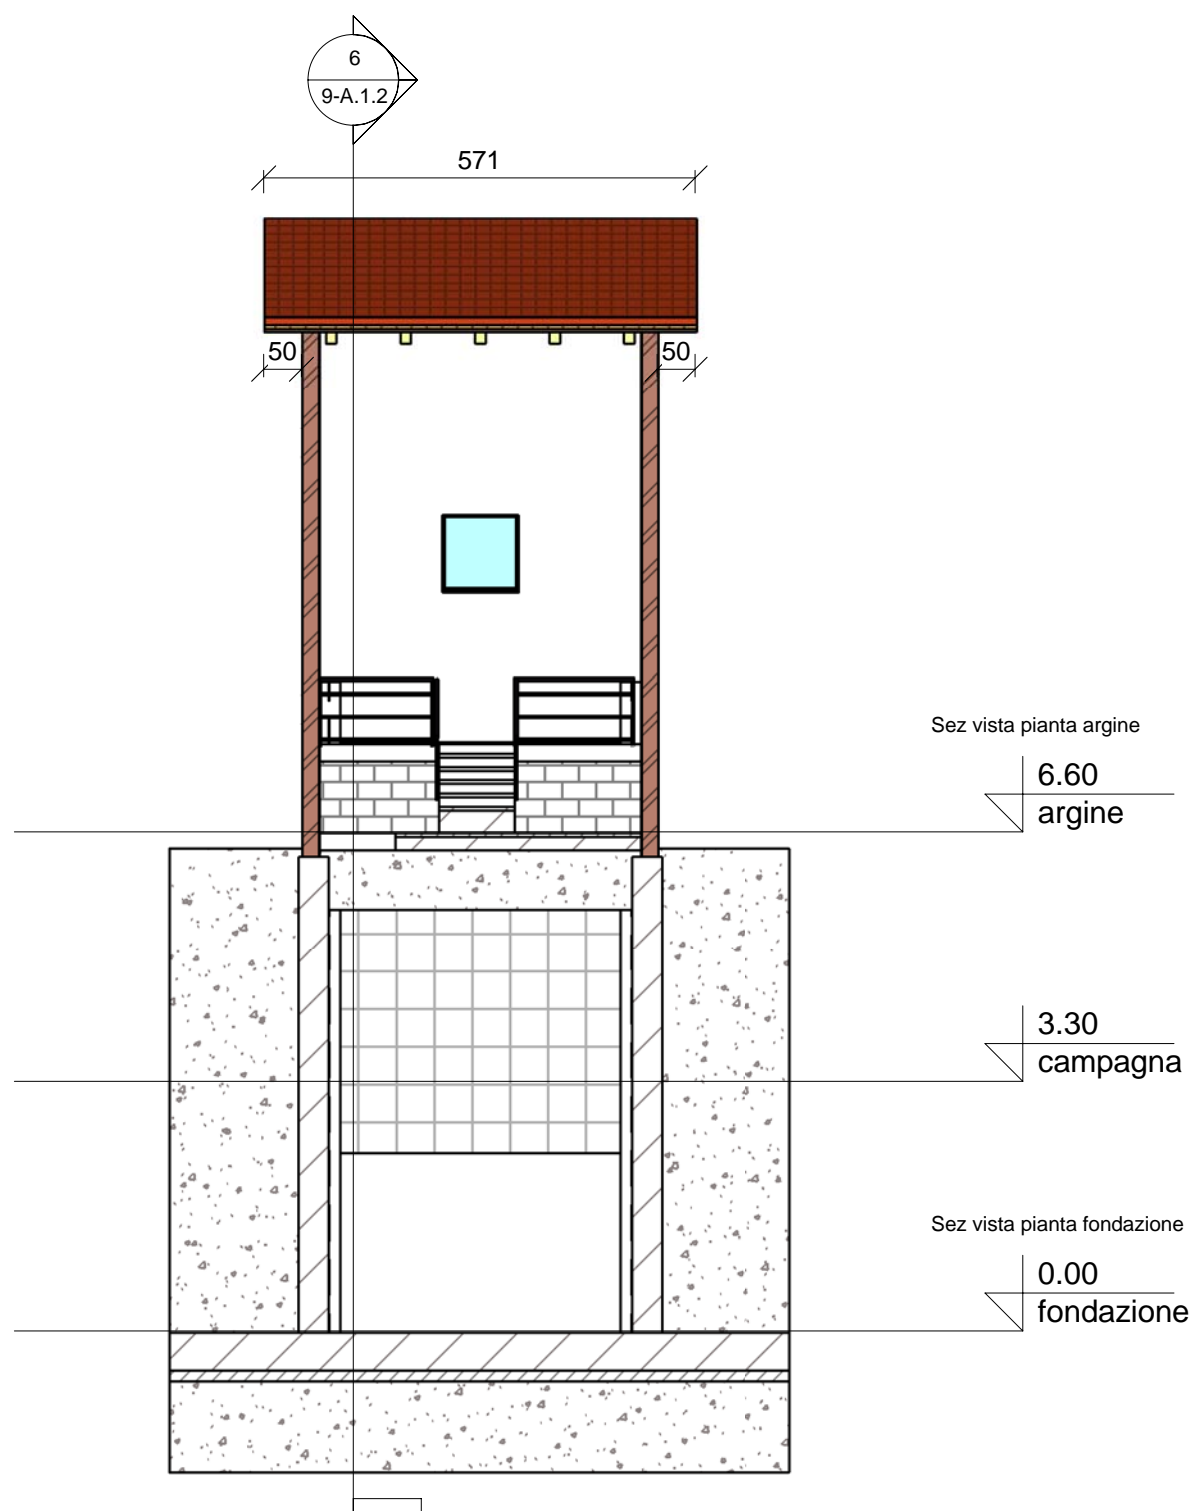 6
9-A.1.2
571
50
50
Sez vista pianta argine
6.60
argine
3.30
campagna
Sez vista pianta fondazione
0.00
fondazione